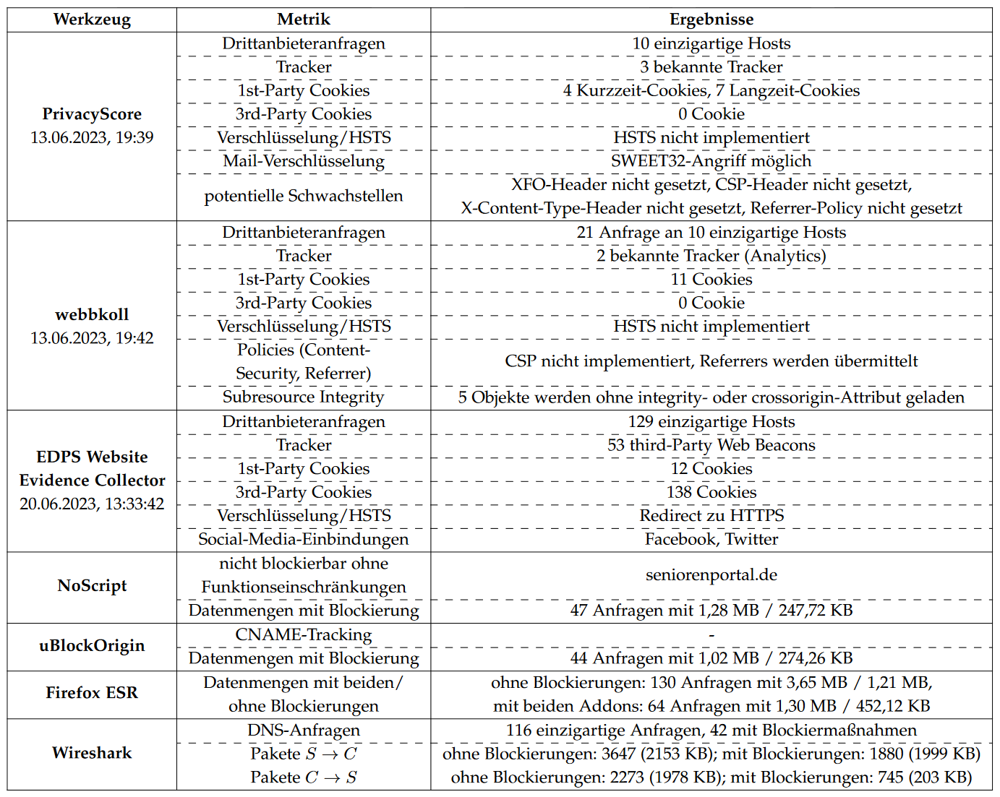 Werkzeug Metrik Ergebnisse
PrivacyScore
13.06.2023, 19:39
Drittanbieteranfragen 10 einzigartige Hosts
Tracker 3 bekannte Tracker
1st-Party Cookies 4 Kurzzeit-Cookies, 7 Langzeit-Cookies
3rd-Party Cookies 0 Cookie
Verschlüsselung/HSTS HSTS nicht implementiert
Mail-Verschlüsselung SWEET32-Angriff möglich
potentielle Schwachstellen XFO-Header nicht gesetzt, CSP-Header nicht gesetzt,
X-Content-Type-Header nicht gesetzt, Referrer-Policy nicht gesetzt
webbkoll
13.06.2023, 19:42
Drittanbieteranfragen 21 Anfrage an 10 einzigartige Hosts
Tracker 2 bekannte Tracker (Analytics)
1st-Party Cookies 11 Cookies
3rd-Party Cookies 0 Cookie
Verschlüsselung/HSTS HSTS nicht implementiert
Policies (Content-
Security, Referrer) CSP nicht implementiert, Referrers werden übermittelt
Subresource Integrity 5 Objekte werden ohne integrity- oder crossorigin-Attribut geladen
EDPS Website
Evidence Collector
20.06.2023, 13:33:42
Drittanbieteranfragen 129 einzigartige Hosts
Tracker 53 third-Party Web Beacons
1st-Party Cookies 12 Cookies
3rd-Party Cookies 138 Cookies
Verschlüsselung/HSTS Redirect zu HTTPS
Social-Media-Einbindungen Facebook, Twitter
NoScript
nicht blockierbar ohne
Funktionseinschränkungen seniorenportal.de
Datenmengen mit Blockierung 47 Anfragen mit 1,28 MB / 247,72 KB
uBlockOrigin
CNAME-Tracking -
Datenmengen mit Blockierung 44 Anfragen mit 1,02 MB / 274,26 KB
Firefox ESR
Datenmengen mit beiden/ ohne Blockierungen: 130 Anfragen mit 3,65 MB / 1,21 MB,
ohne Blockierungen mit beiden Addons: 64 Anfragen mit 1,30 MB / 452,12 KB
Wireshark
DNS-Anfragen 116 einzigartige Anfragen, 42 mit Blockiermaßnahmen
Pakete S → C ohne Blockierungen: 3647 (2153 KB); mit Blockierungen: 1880 (1999 KB)
Pakete C → S ohne Blockierungen: 2273 (1978 KB); mit Blockierungen: 745 (203 KB)